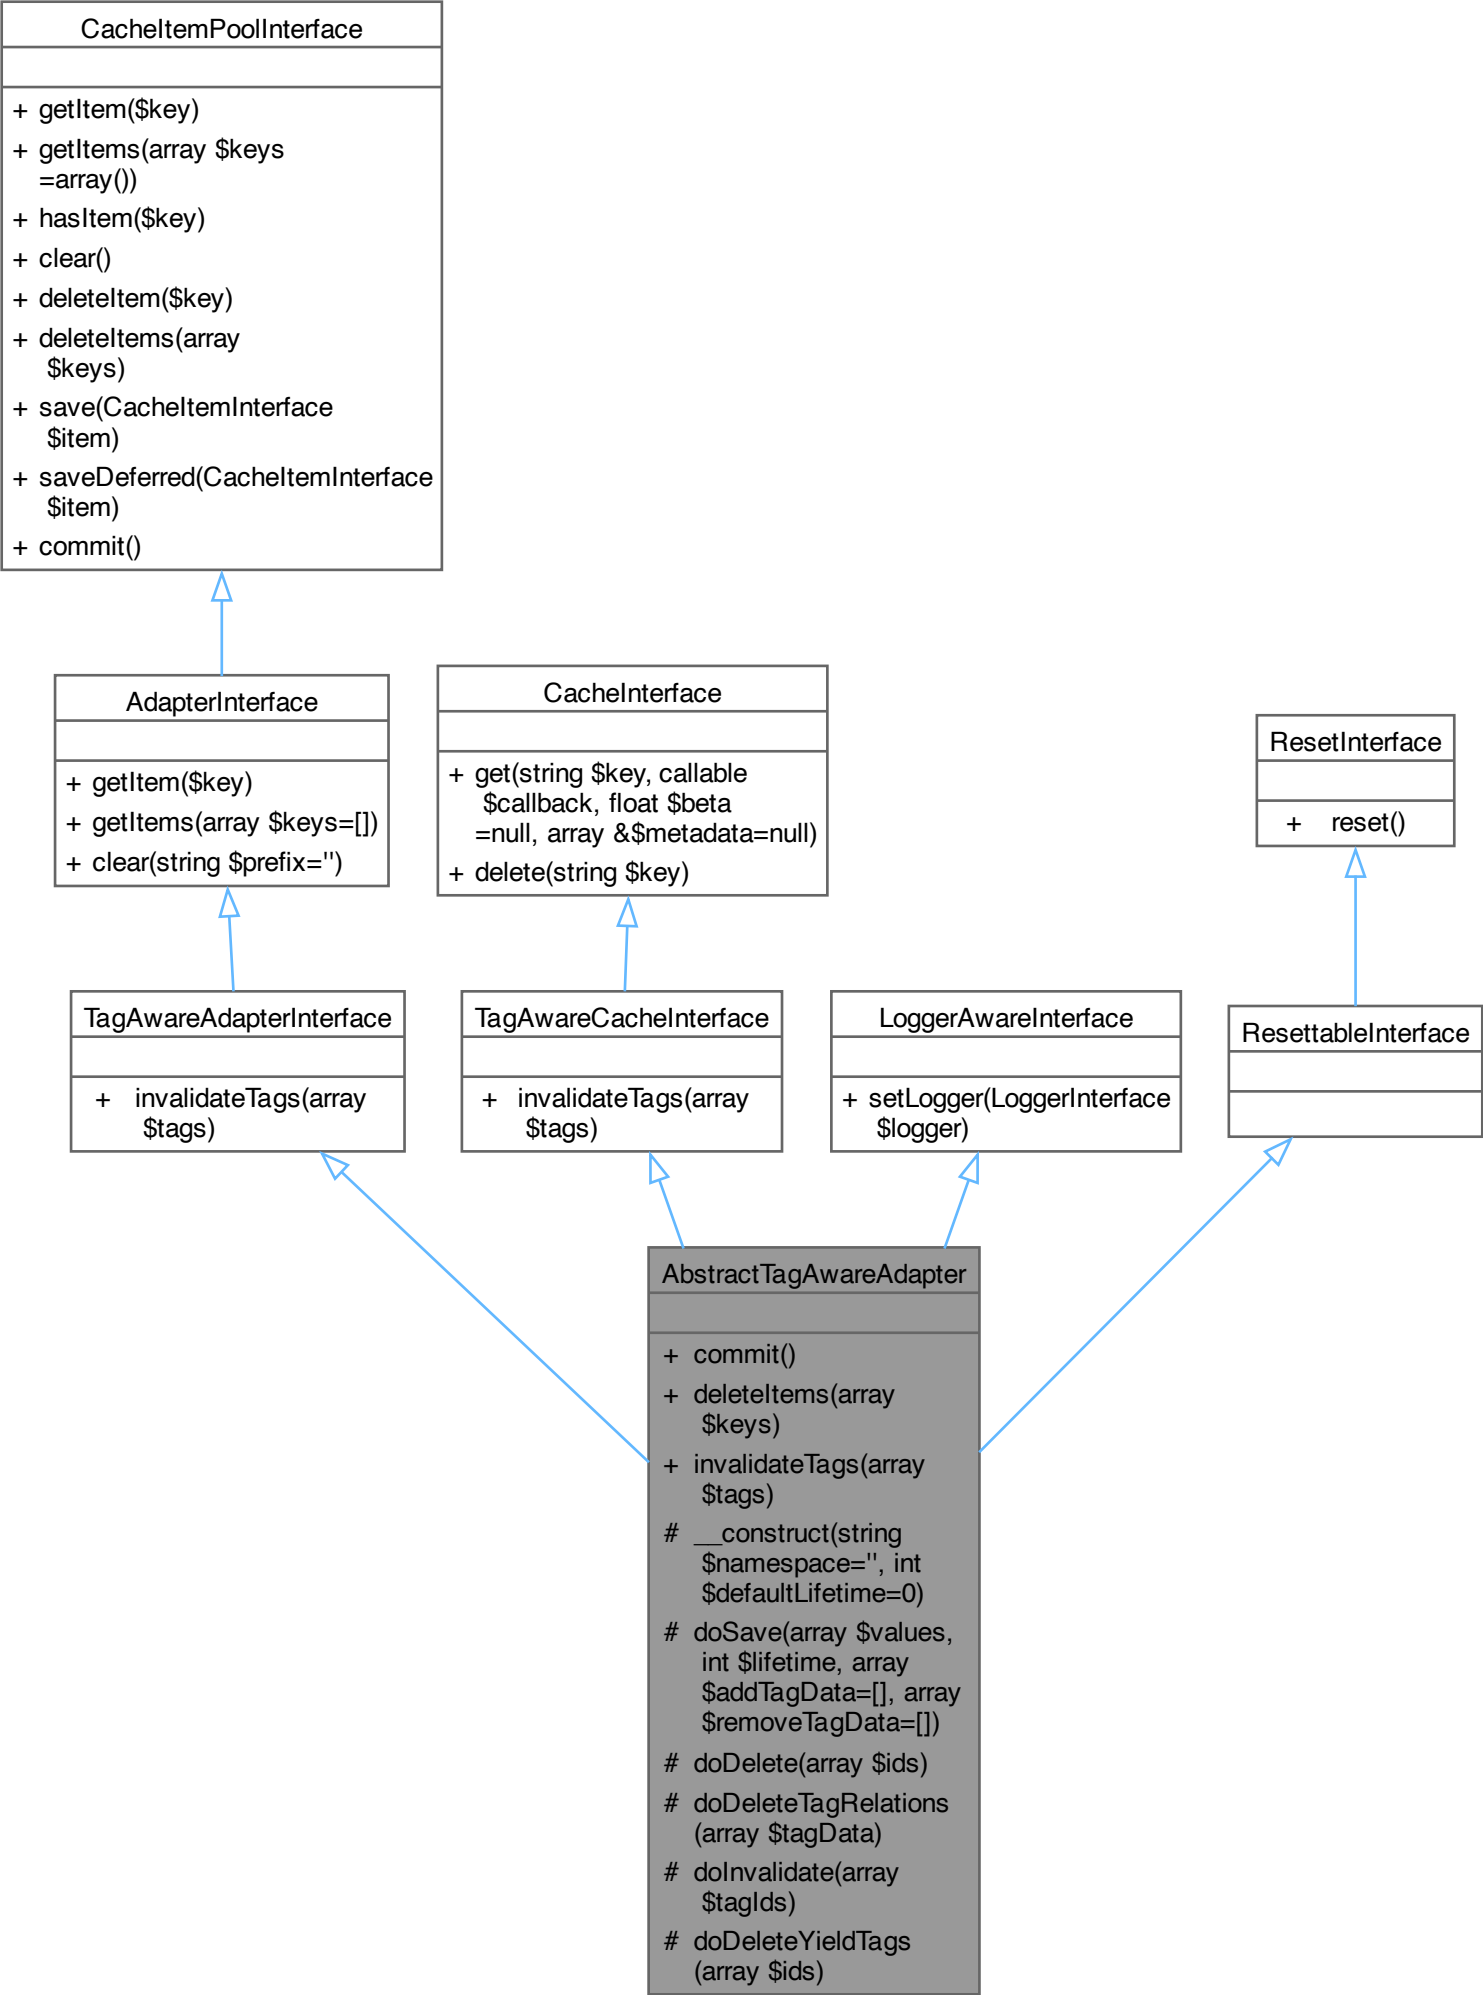 CacheItemPoolInterface
+ getItem($key)
+ getItems(array $keys
=array())
+ hasItem($key)
+ clear()
+ deleteItem($key)
+ deleteItems(array
$keys)
+ save(CacheItemInterface
$item)
+ saveDeferred(CacheItemInterface
$item)
+ commit()
AdapterInterface
+ getItem($key)
+ getItems(array $keys=[])
+ clear(string $prefix='')
CacheInterface
+ get(string $key, callable
$callback, float $beta
=null, array &$metadata=null)
+ delete(string $key)
ResetInterface
+ reset()
TagAwareAdapterInterface
+ invalidateTags(array
$tags)
TagAwareCacheInterface
+ invalidateTags(array
$tags)
LoggerAwareInterface
+ setLogger(LoggerInterface
$logger)
ResettableInterface
AbstractTagAwareAdapter
+ commit()
+ deleteItems(array
$keys)
+ invalidateTags(array
$tags)
# __construct(string
$namespace='', int
$defaultLifetime=0)
# doSave(array $values,
int $lifetime, array
$addTagData=[], array
$removeTagData=[])
# doDelete(array $ids)
# doDeleteTagRelations
(array $tagData)
# doInvalidate(array
$tagIds)
# doDeleteYieldTags
(array $ids)